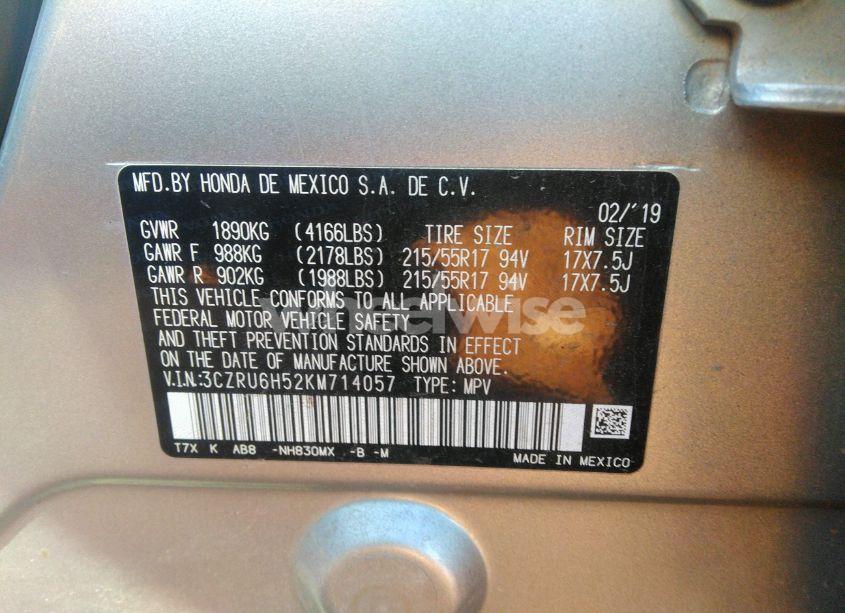 MFD.BY HONDA DE MEXICO S.A. DE C.V.
02/'19
GVWR 1890KG (4166LBS) TIRE SIZE RIM SIZE
GAWR F 988KG (2178LBS) 215/55R17 94V 17X7.5J
GAWR R 902KG (1988LBS) 215/55R17 94V 17X7.5J
THIS VEHICLE CONFORMS TO ALL APPLICABLE
FEDERAL MOTOR VEHICLE SAFETY
AND THEFT PREVENTION STANDARDS IN EFFECT
ON THE DATE OF MANUFACTURE SHOWN ABOVE.
V.I.N.:3CZRU6H52KM714057 TYPE: MPV
T7X K AB8 -NH830MX -B -M
MADE IN MEXICO